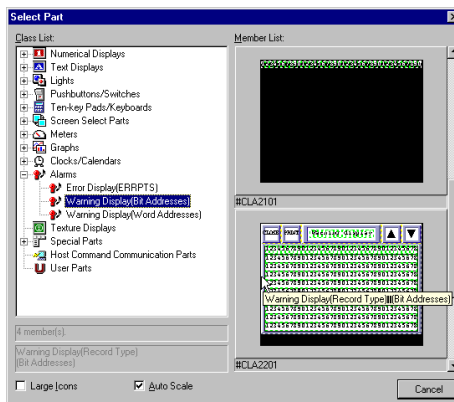 Select Part
Class List:
Numerical Displays
Text Displays
Lights
Pushbuttons/Switches
Ten-key Pads/Keyboards
Screen Select Parts
Meters
Graphs
Clocks/Calendars
Alarms
Error Display(ERRPTS)
Warning Display(Bit Addresses)
Warning Display(Word Addresses)
Texture Displays
Special Parts
Host Command Communication Parts
User Parts
4 member(s).
Warning Display(Record Type)
(Bit Addresses)
Large Icons
Auto Scale
Member List:
#CLA2101
Warning Display(Record Type)||(Bit Addresses)
#CLA2201
Cancel